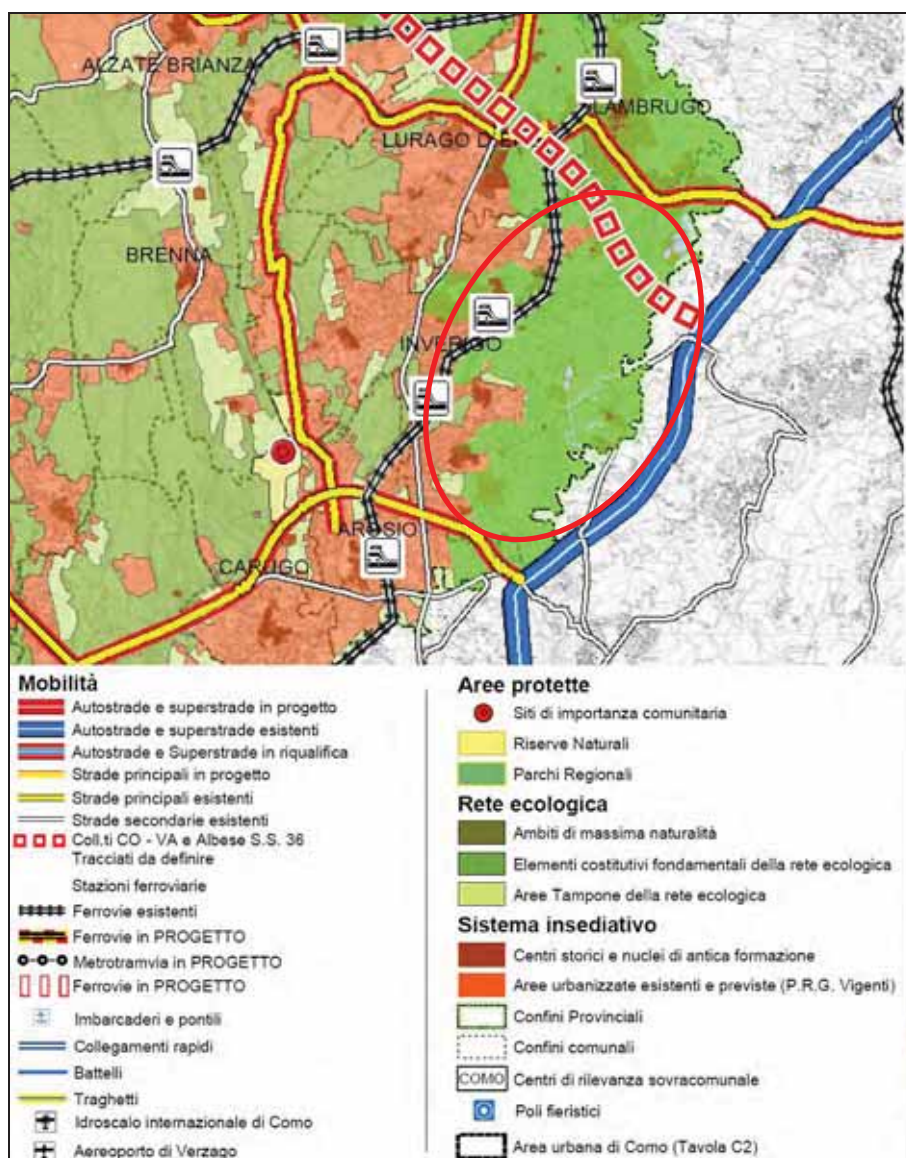 ALZATE BRIANZA
LAMBRUGO
LURAGO D'E
BRENNA
INVERIGO
AROSIO
CARUGO
Mobilità
Autostrade e superstrade in progetto
Autostrade e superstrade esistenti
Autostrade e Superstrade in riqualifica
Strade principali in progetto
Strade principali esistenti
Strade secondarie esistenti
Coll.ti CO - VA e Albese S.S. 36
Tracciati da definire
Stazioni ferroviarie
Ferrovie esistenti
Ferrovie in PROGETTO
Metrotramvia in PROGETTO
Ferrovie in PROGETTO
Imbarcaderi e pontili
Collegamenti rapidi
Battelli
Traghetti
Idroscalo internazionale di Como
Aereoporto di Verzago
Aree protette
Siti di importanza comunitaria
Riserve Naturali
Parchi Regionali
Rete ecologica
Ambiti di massima naturalità
Elementi costitutivi fondamentali della rete ecologica
Aree Tampone della rete ecologica
Sistema insediativo
Centri storici e nuclei di antica formazione
Aree urbanizzate esistenti e previste (P.R.G. Vigenti)
Confini Provinciali
Confini comunali
COMO Centri di rilevanza sovracomunale
Poli fieristici
Area urbana di Como (Tavola C2)